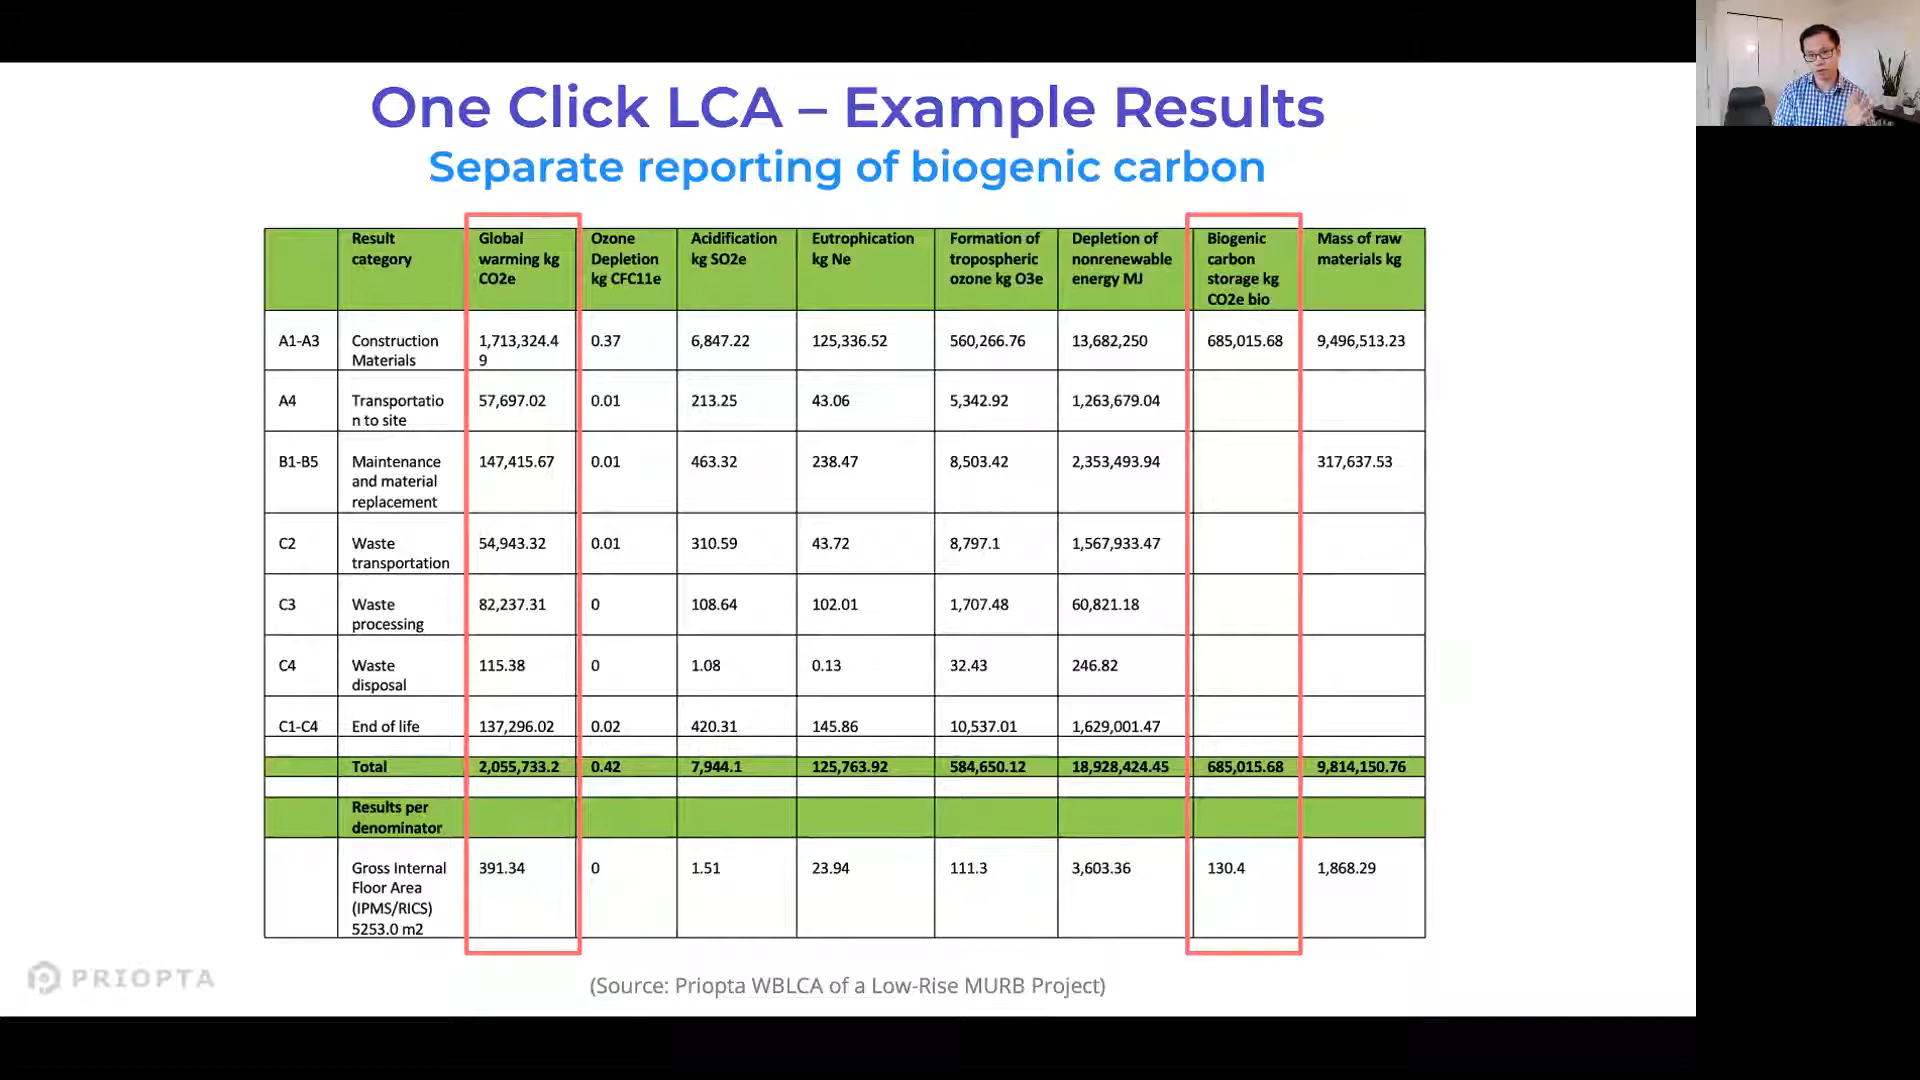 One Click LCA – Example Results
Separate reporting of biogenic carbon
Result category
Global warming kg CO2e
Ozone Depletion kg CFC11e
Acidification kg SO2e
Eutrophication kg Ne
Formation of tropospheric ozone kg O3e
Depletion of nonrenewable energy MJ
Biogenic carbon storage kg CO2e bio
Mass of raw materials kg
A1-A3 Construction Materials 1,713,324.49 0.37 6,847.22 125,336.52 560,266.76 13,682,250 685,015.68 9,496,513.23
A4 Transportation to site 57,697.02 0.01 213.25 43.06 5,342.92 1,263,679.04
B1-B5 Maintenance and material replacement 147,415.67 0.01 463.32 238.47 8,503.42 2,353,493.94 317,637.53
C2 Waste transportation 54,943.32 0.01 310.59 43.72 8,797.1 1,567,933.47
C3 Waste processing 82,237.31 0 108.64 102.01 1,707.48 60,821.18
C4 Waste disposal 115.38 0 1.08 0.13 32.43 246.82
C1-C4 End of life 137,296.02 0.02 420.31 145.86 10,537.01 1,629,001.47
Total 2,055,733.2 0.42 7,944.1 125,763.92 584,650.12 18,928,424.45 685,015.68 9,814,150.76
Results per denominator
Gross Internal Floor Area (IPMS/RICS) 5253.0 m2 391.34 0 1.51 23.94 111.3 3,603.36 130.4 1,868.29
PRIOPTA
(Source: Priopta WBLCA of a Low-Rise MURB Project)